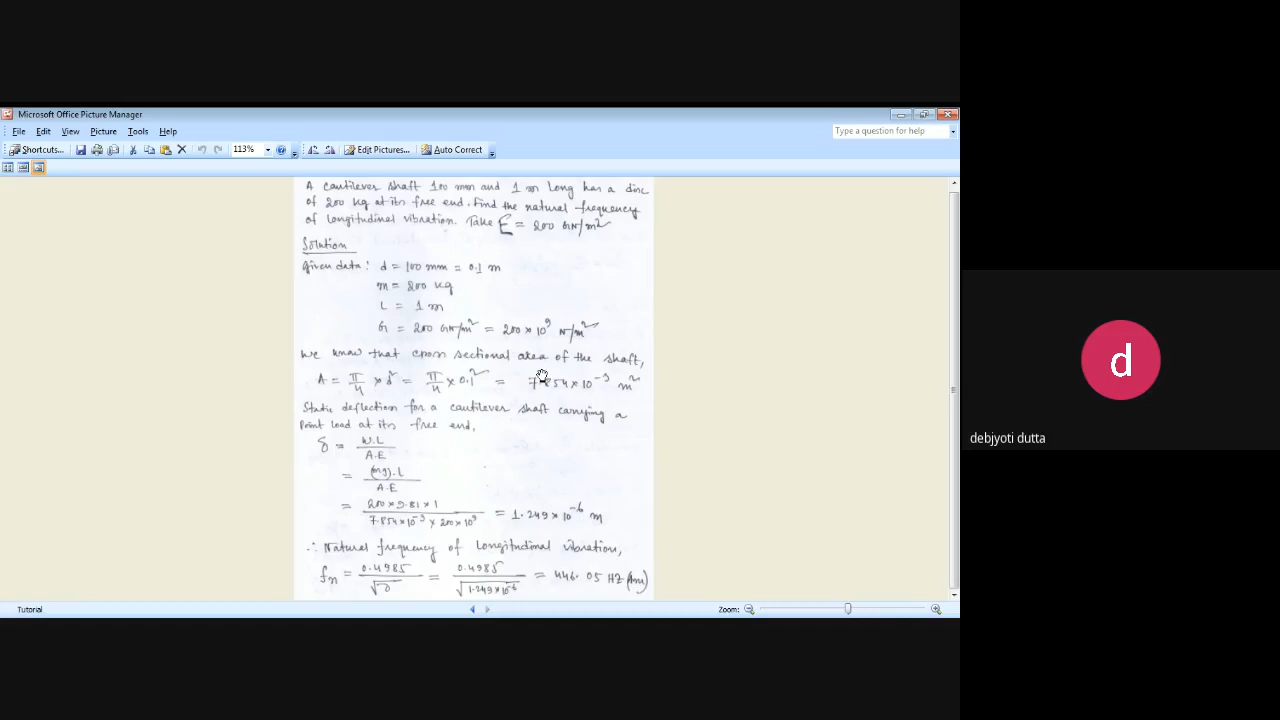 Microsoft Office Picture Manager
File Edit View Picture Tools Help
Type a question for help
Shortcuts... 113% Edit Pictures... Auto Correct
A cantilever shaft 100 mm and 1 m long has a disc
of 200 kg at its free end. Find the natural frequency
of longitudinal vibration. Take E = 200 GN/m²
Solution
Given data: d = 100 mm = 0.1 m
m = 200 kg
L = 1 m
G = 200 GN/m² = 200 × 10⁹ N/m²
We know that cross sectional area of the shaft,
A = π/4 × d² = π/4 × 0.1² = 7.854 × 10⁻³ m²
Static deflection for a cantilever shaft carrying a
point load at its free end,
δ = W.L / A.E
= (mg).L / A.E
= 200 × 9.81 × 1 / 7.854 × 10⁻³ × 200 × 10⁹ = 1.249 × 10⁻⁶ m
∴ Natural frequency of longitudinal vibration,
fn = 0.4985 / √δ = 0.4985 / √1.249 × 10⁻⁶ = 446.05 HZ (Ans)
Tutorial
Zoom:
d
debjyoti dutta